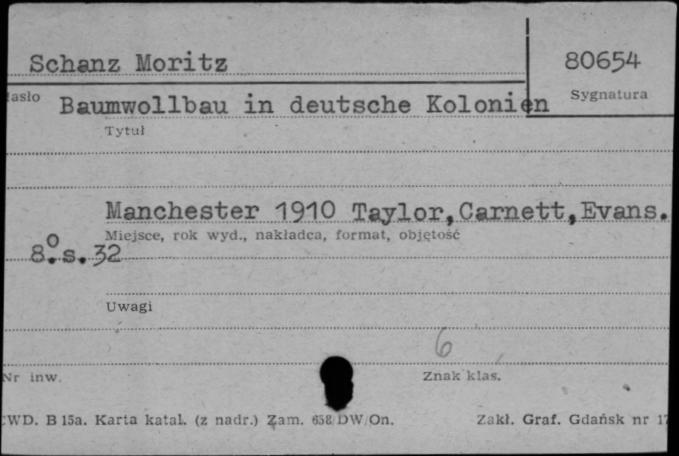 Schanz Moritz
80654
asło
Sygnatura
Baumwollbau in deutsche Kolonien
Tytuł
Manchester 1910 Taylor,Carnett,Evans.
Miejsce, rok wyd., nakładca, format, objętość
8.° s. 32
Uwagi
6
Nr inw.
Znak klas.
WD. B 15a. Karta katal. (z nadr.) Zam. 658/DW/On.
Zakł. Graf. Gdańsk nr 17